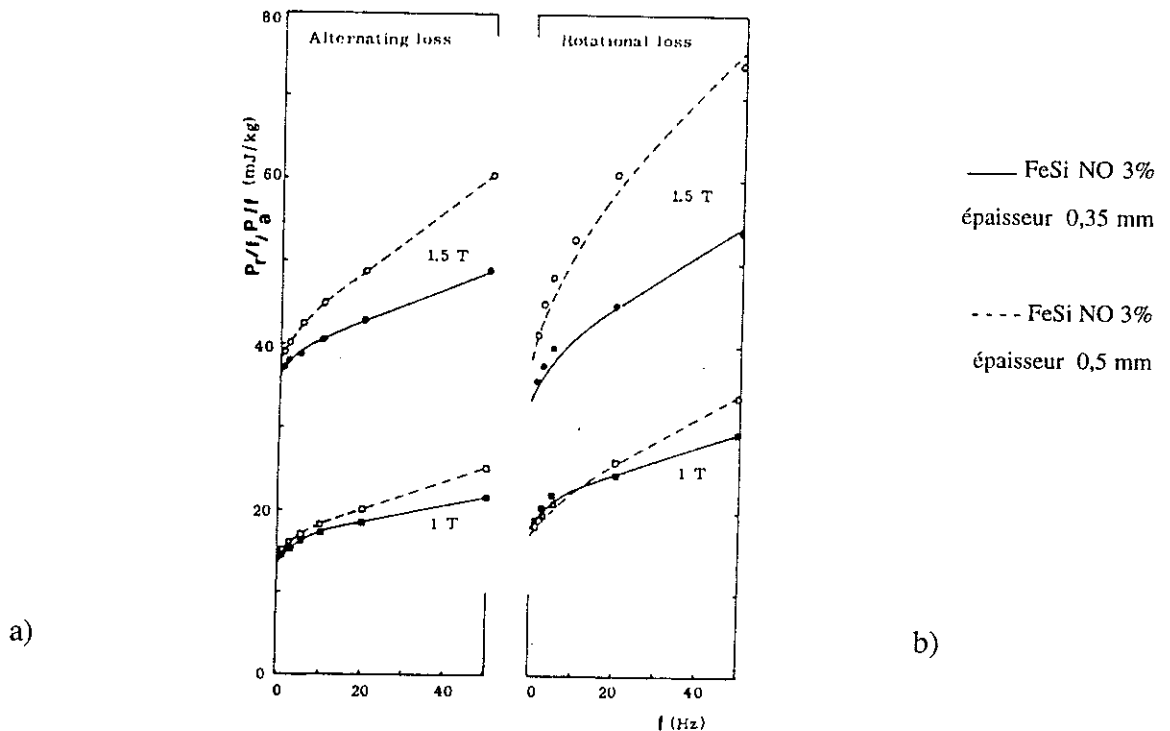 80
60
40
20
0
P_r/f, P_a/f (mJ/kg)
Alternating loss
1.5 T
1 T
0 20 40
Rotational loss
1.5 T
1 T
0 20 40
f (Hz)
a)
b)
FeSi NO 3%
épaisseur 0,35 mm
FeSi NO 3%
épaisseur 0,5 mm